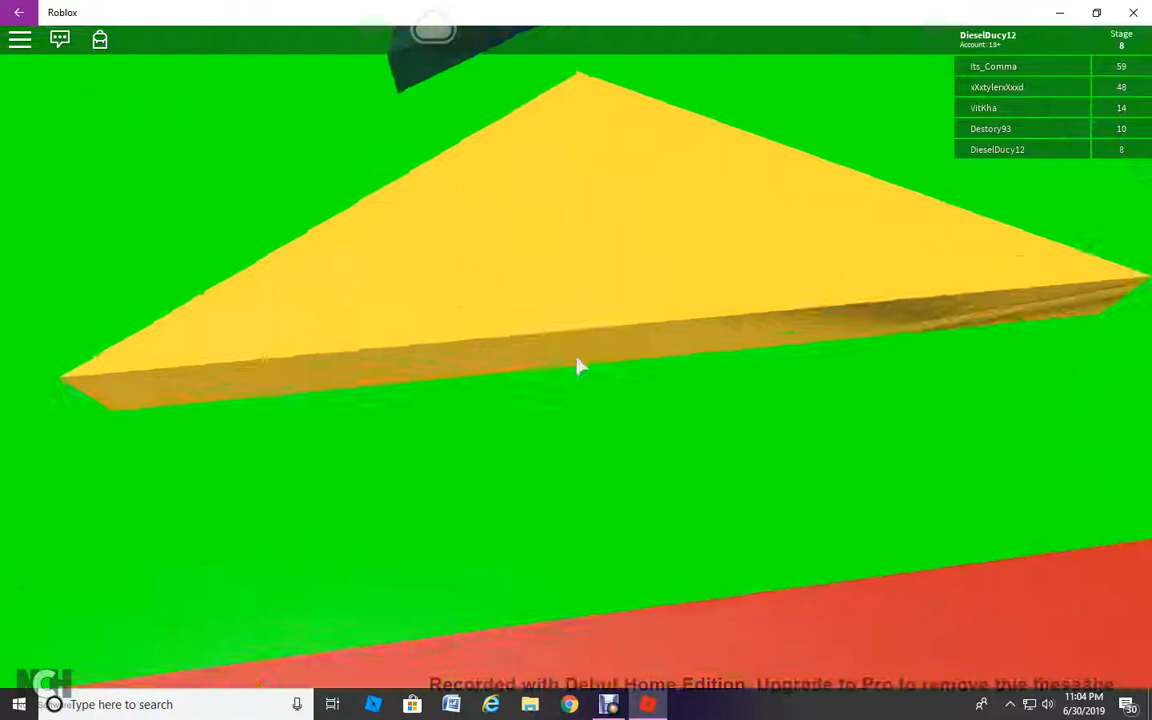 Roblox
DieselDucy12
Account: 13+
Stage
8
Its_Comma 59
xXxtylerxXxxd 48
VitKha 14
Destory93 10
DieselDucy12 8
NCH
Recorded with Debut Home Edition. Upgrade to Pro to remove this message
Type here to search
11:04 PM
6/30/2019
30